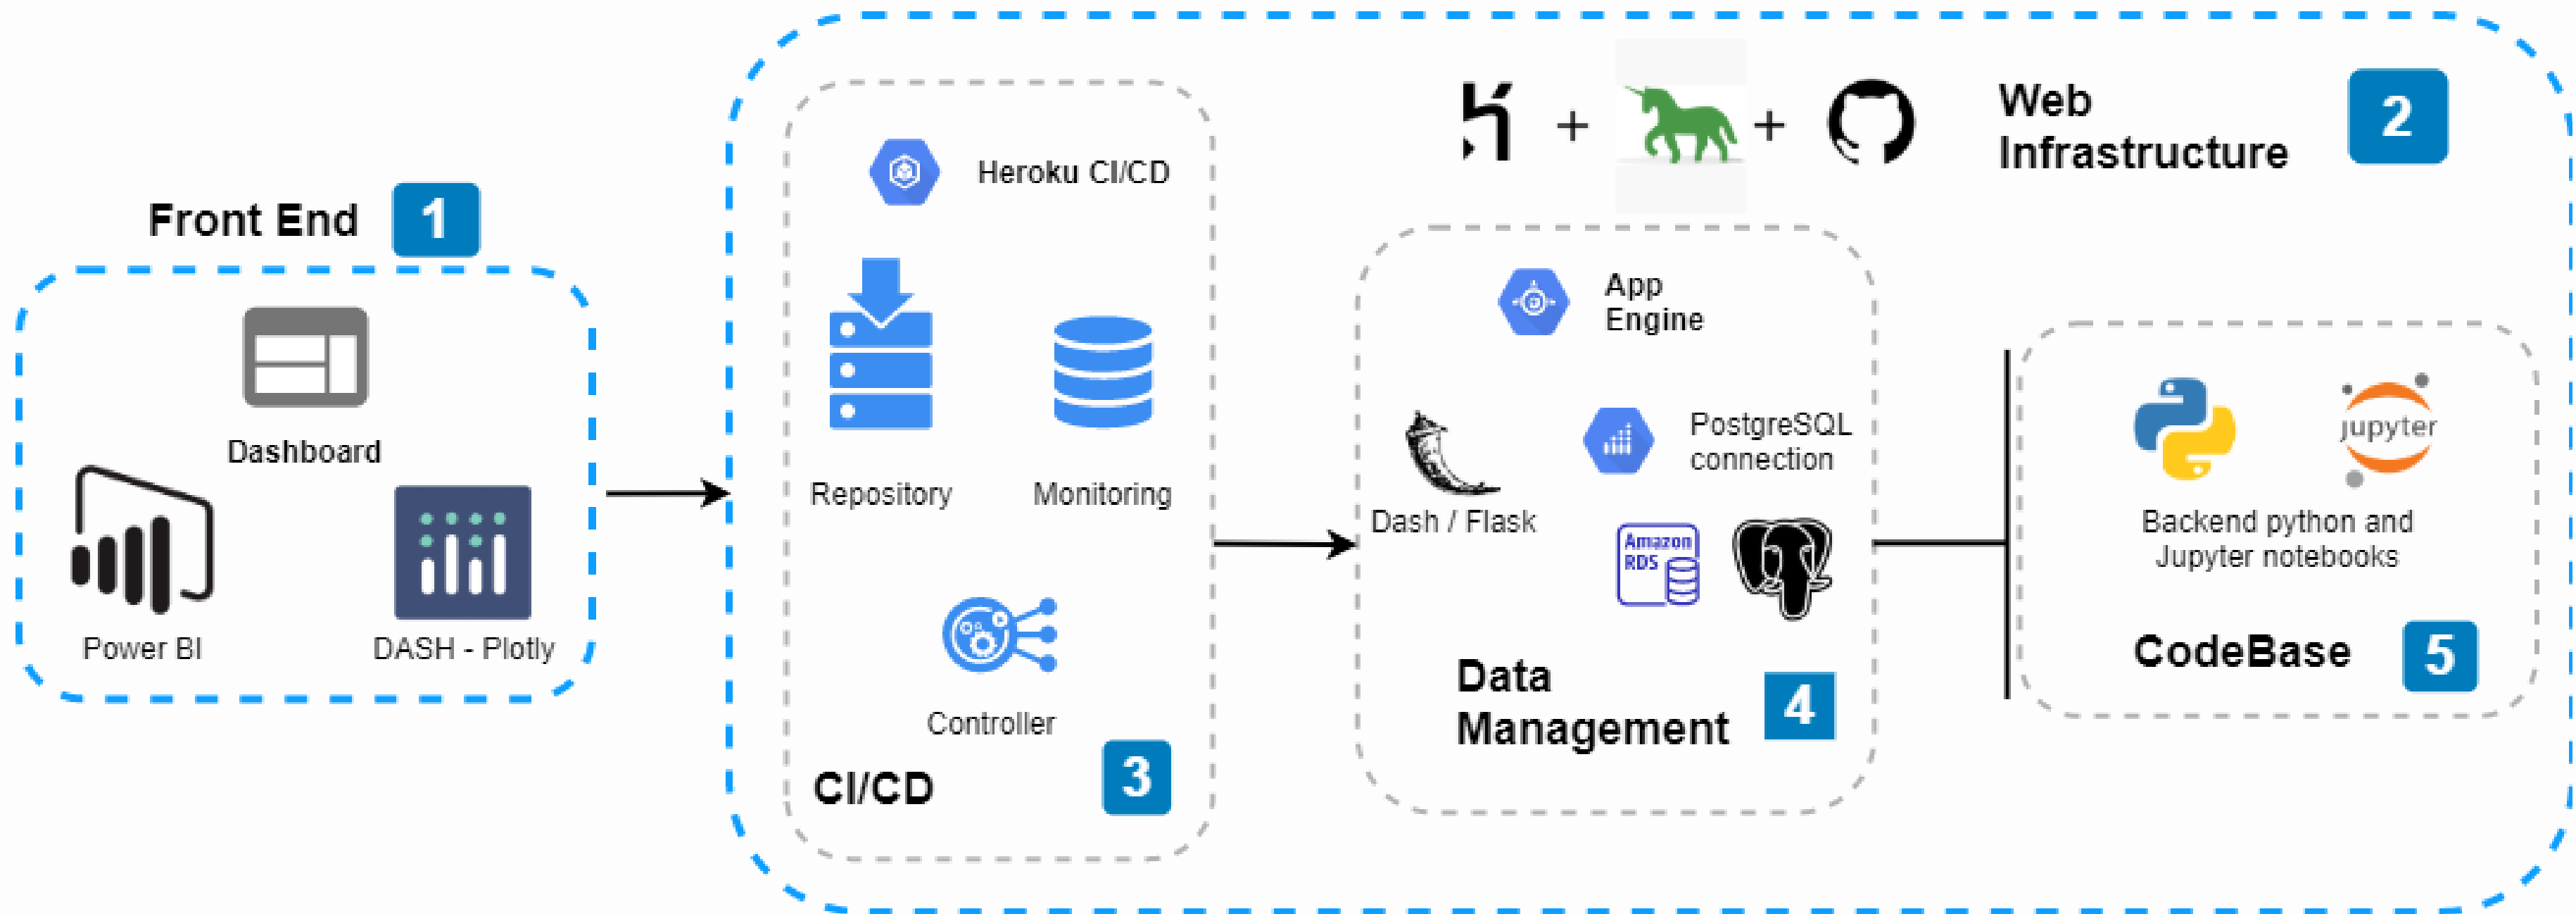 Front End
1
Dashboard
Power BI
DASH - Plotly
Web
Infrastructure
2
+
+
Heroku CI/CD
Repository
Monitoring
Controller
CI/CD
3
App
Engine
PostgreSQL
connection
Dash / Flask
Amazon
RDS
Data
Management
4
jupyter
Backend python and
Jupyter notebooks
CodeBase
5